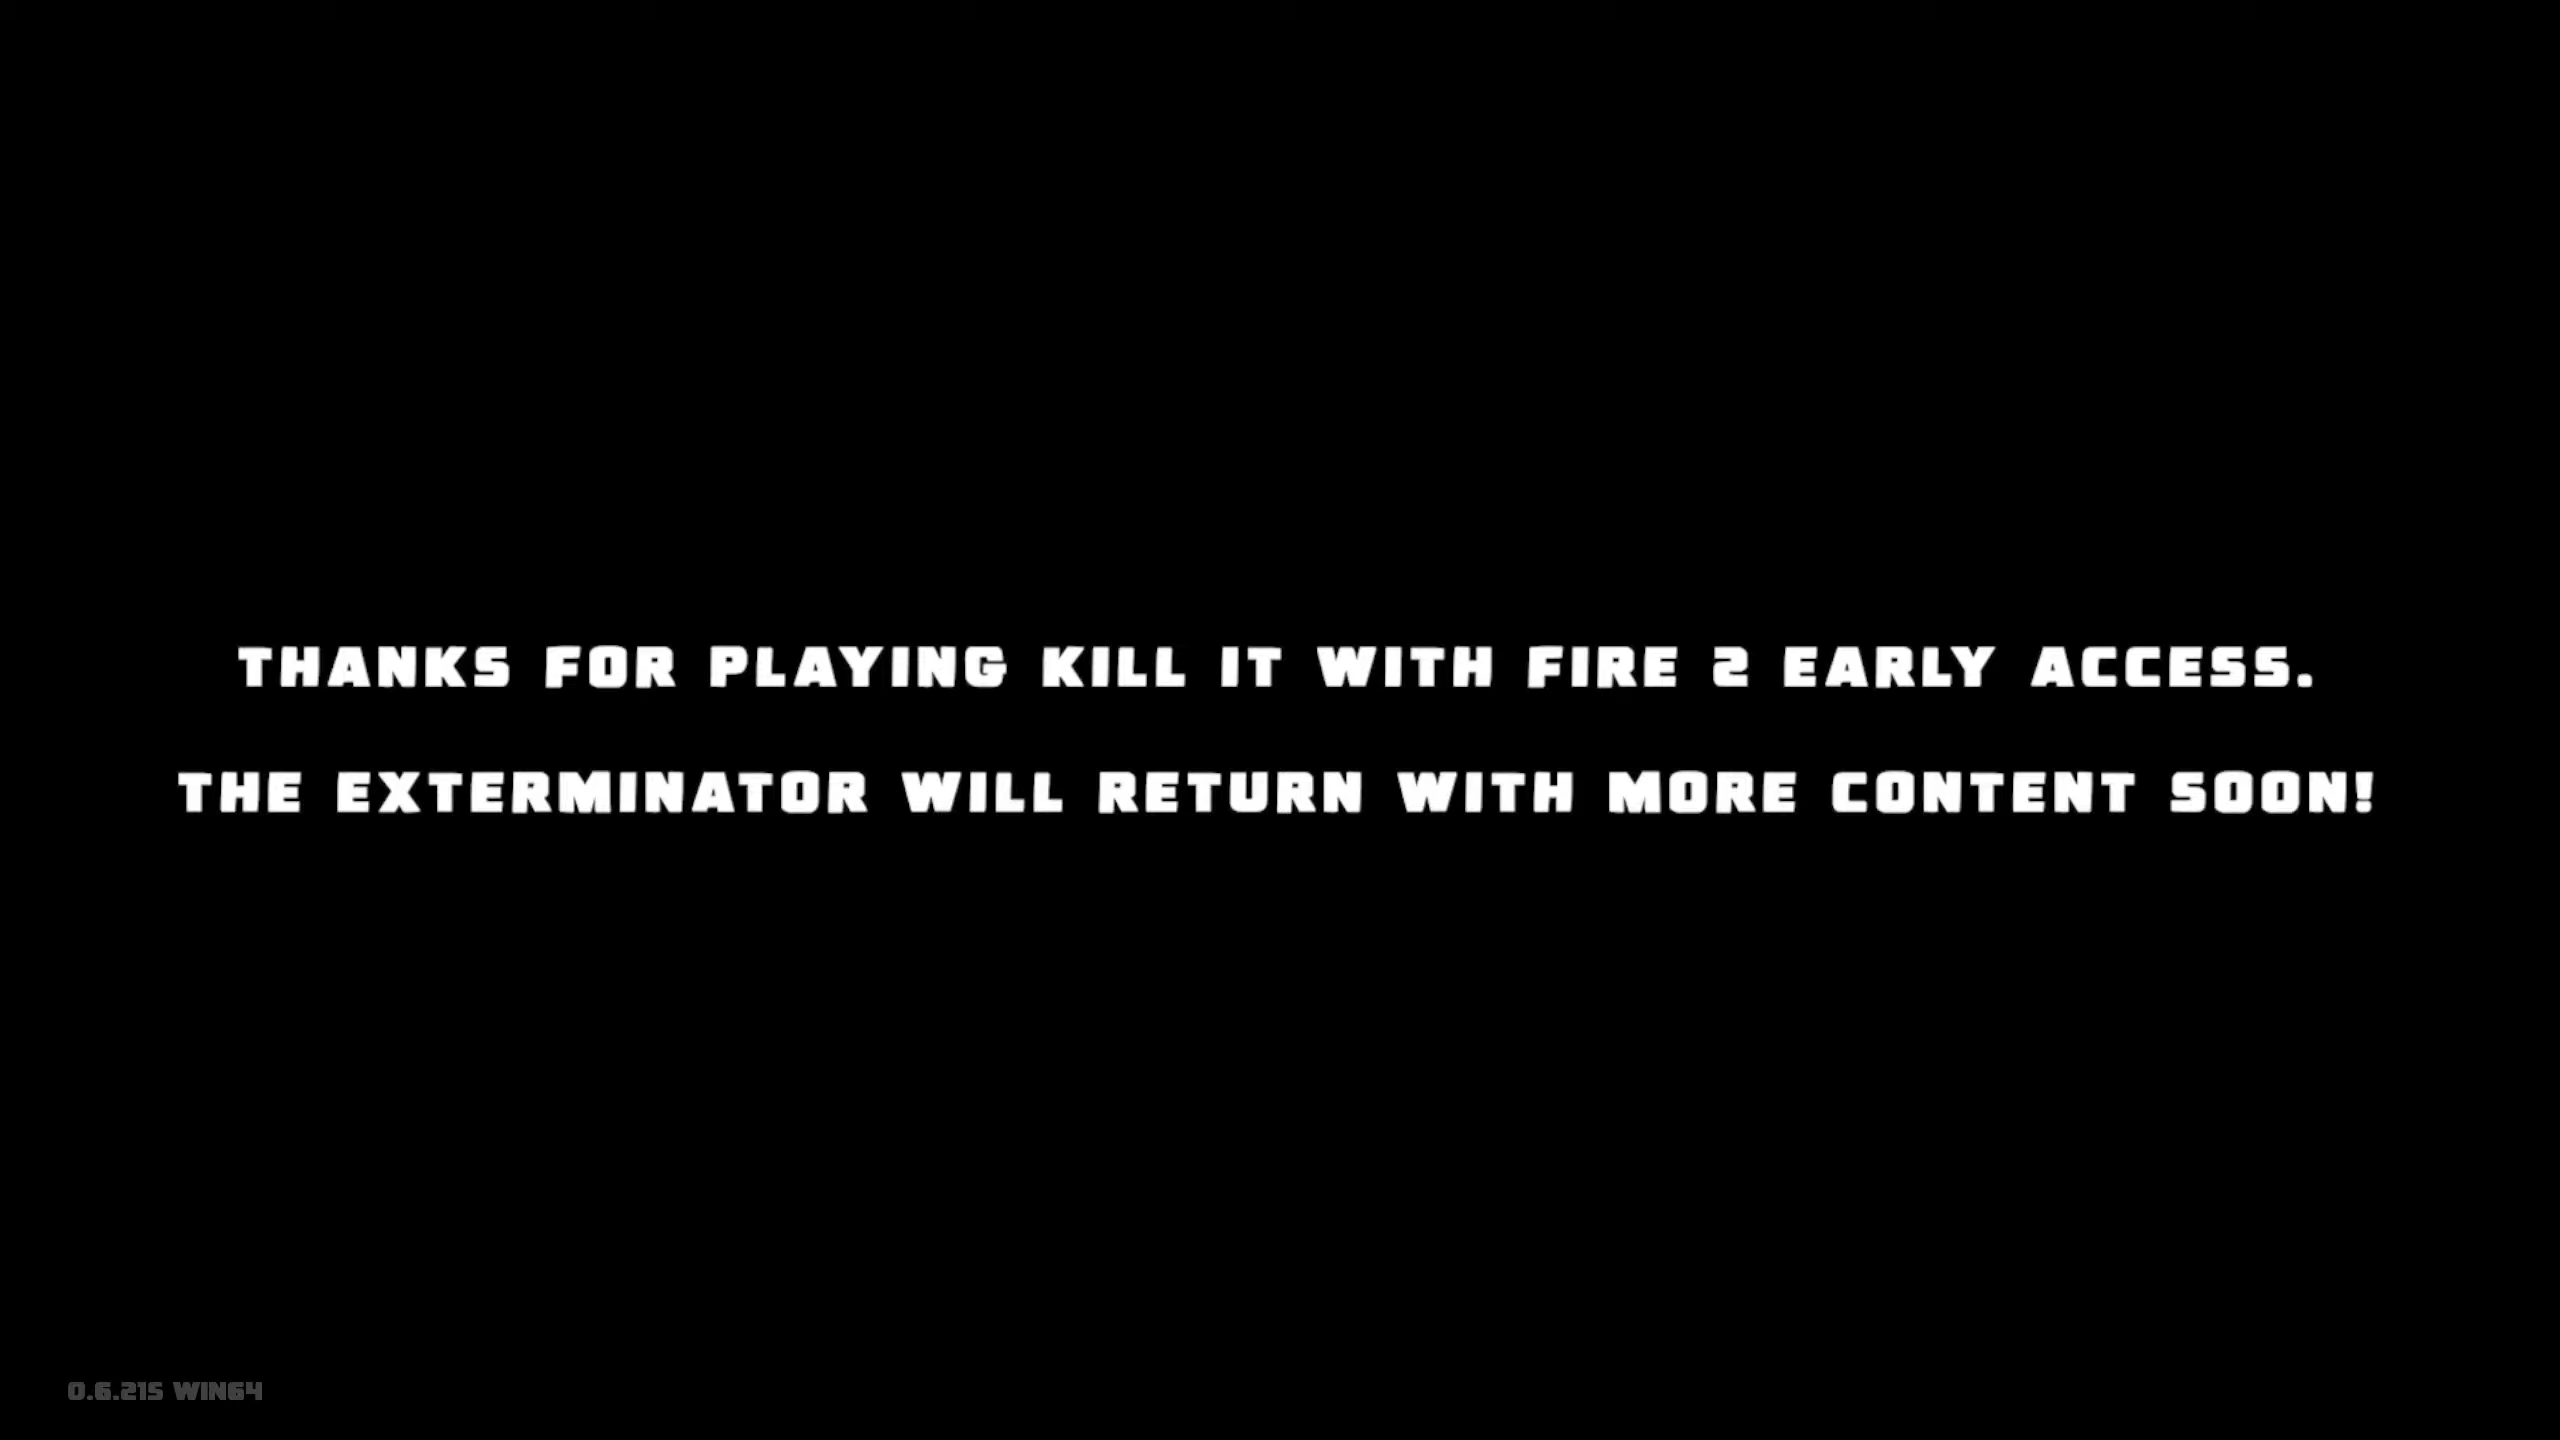 THANKS FOR PLAYING KILL IT WITH FIRE 2 EARLY ACCESS.
THE EXTERMINATOR WILL RETURN WITH MORE CONTENT SOON!
0.6.215 WIN64